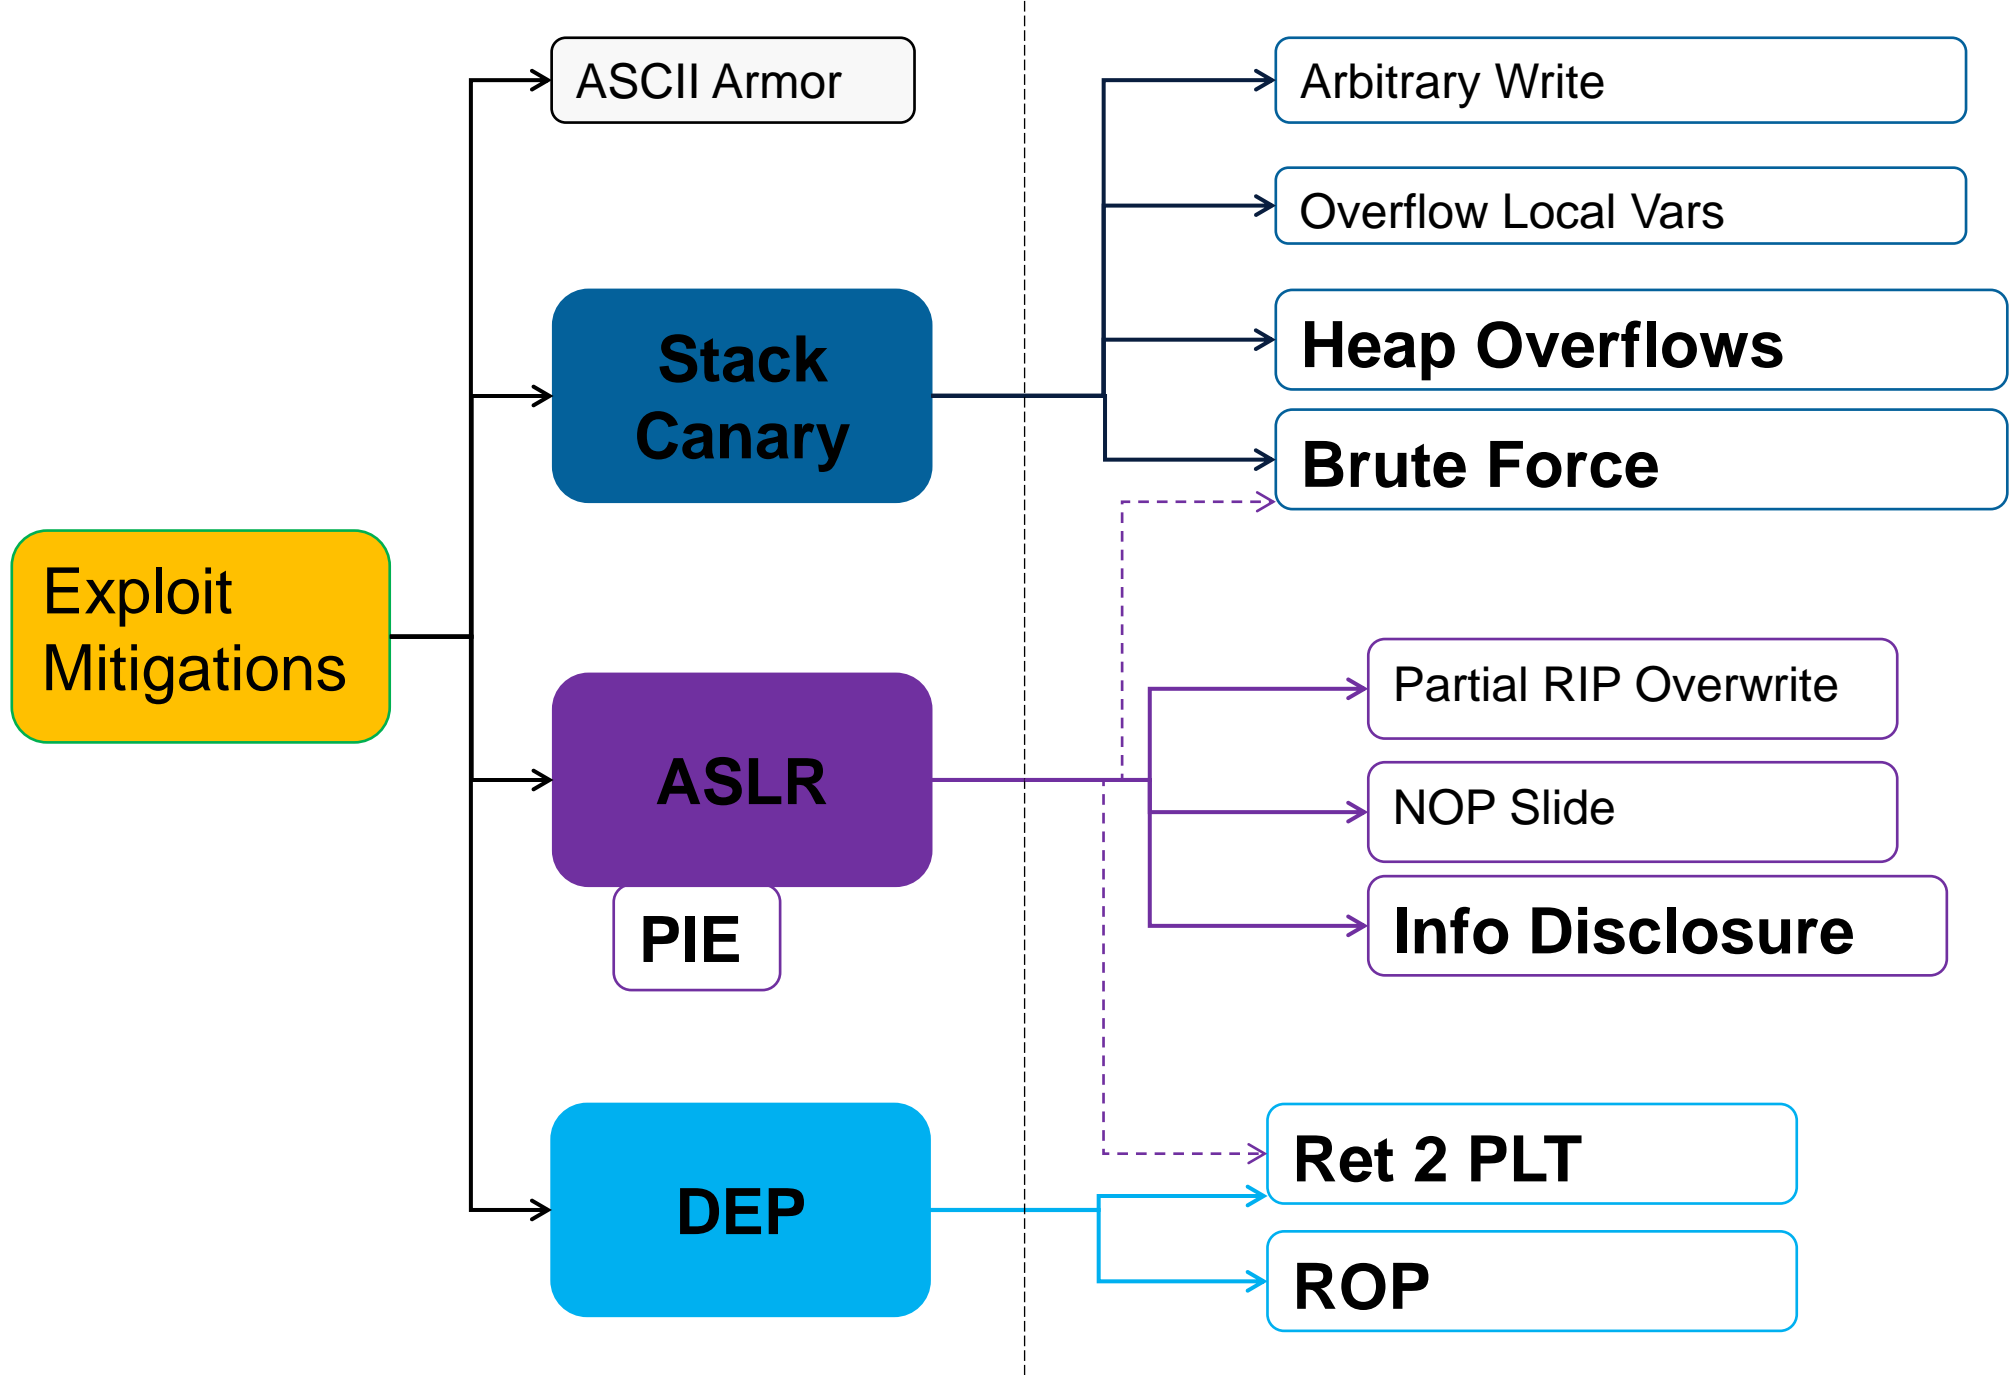 Exploit
Mitigations
ASCII Armor
Stack
Canary
ASLR
PIE
DEP
Arbitrary Write
Overflow Local Vars
Heap Overflows
Brute Force
Partial RIP Overwrite
NOP Slide
Info Disclosure
Ret 2 PLT
ROP